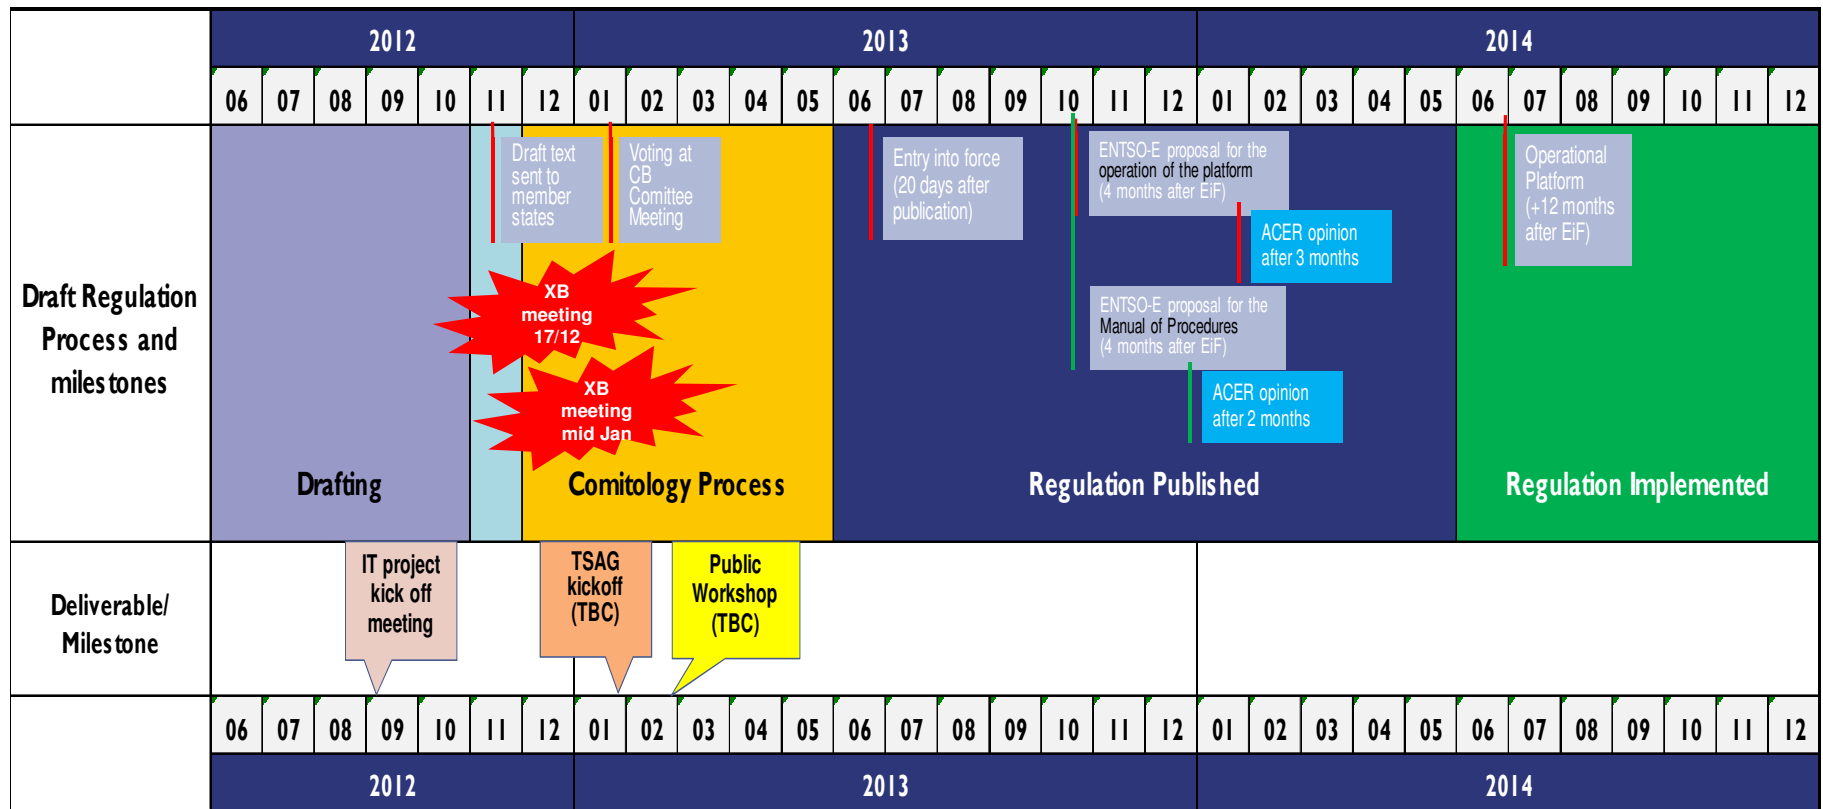 2012 2013 2014
06 07 08 09 10 11 12 01 02 03 04 05 06 07 08 09 10 11 12 01 02 03 04 05 06 07 08 09 10 11 12
Draft Regulation
Process and
milestones
Draft text
sent to
member
states
Voting at
CB
Comittee
Meeting
Entry into force
(20 days after
publication)
ENTSO-E proposal for the
operation of the platform
(4 months after EiF)
ACER opinion
after 3 months
Operational
Platform
(+12 months
after EiF)
XB
meeting
17/12
XB
meeting
mid Jan
ENTSO-E proposal for the
Manual of Procedures
(4 months after EiF)
ACER opinion
after 2 months
Drafting
Comitology Process
Regulation Published
Regulation Implemented
Deliverable/
Milestone
IT project
kick off
meeting
TSAG
kickoff
(TBC)
Public
Workshop
(TBC)
06 07 08 09 10 11 12 01 02 03 04 05 06 07 08 09 10 11 12 01 02 03 04 05 06 07 08 09 10 11 12
2012 2013 2014